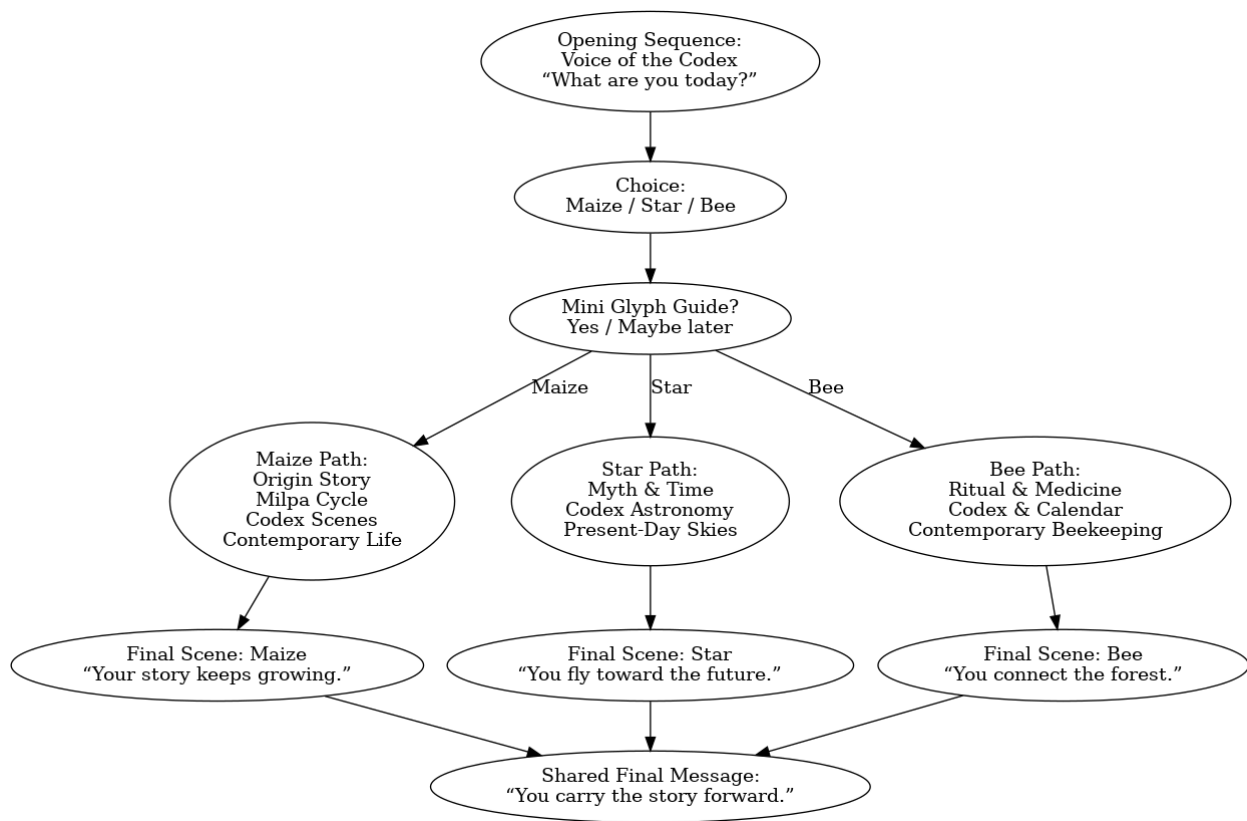 Opening Sequence:
Voice of the Codex
“What are you today?”
Choice:
Maize / Star / Bee
Mini Glyph Guide?
Yes / Maybe later
Maize
Star
Bee
Maize Path:
Origin Story
Milpa Cycle
Codex Scenes
Contemporary Life
Star Path:
Myth & Time
Codex Astronomy
Present-Day Skies
Bee Path:
Ritual & Medicine
Codex & Calendar
Contemporary Beekeeping
Final Scene: Maize
“Your story keeps growing.”
Final Scene: Star
“You fly toward the future.”
Final Scene: Bee
“You connect the forest.”
Shared Final Message:
“You carry the story forward.”